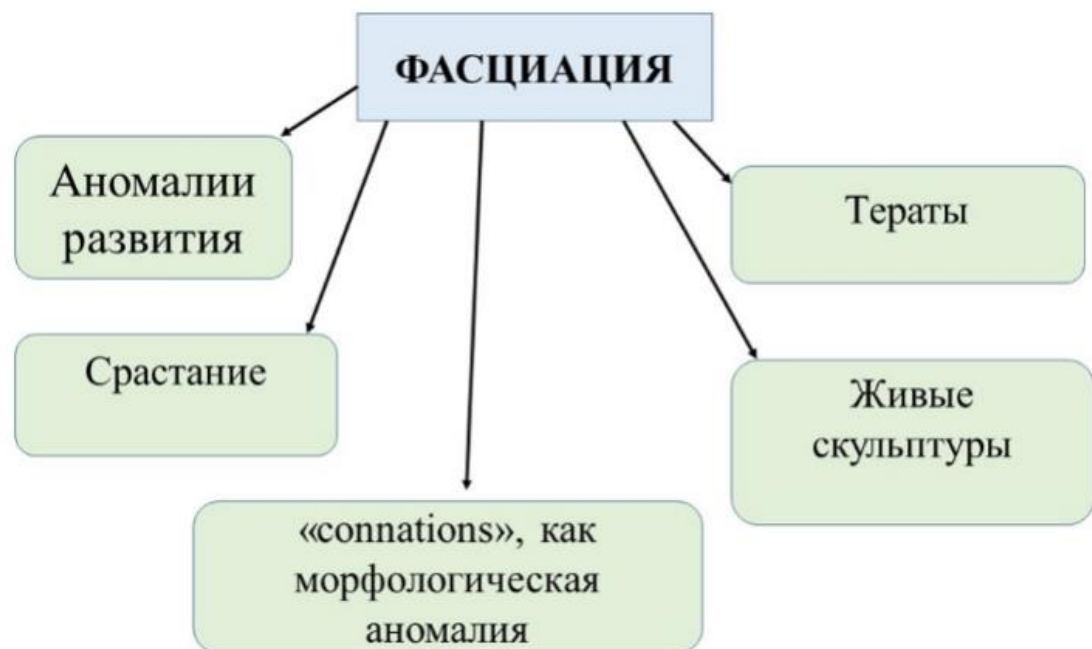 ФАСЦИАЦИЯ
Аномалии
развития
Тераты
Срастание
Живые
скульптуры
«connations», как
морфологическая
аномалия